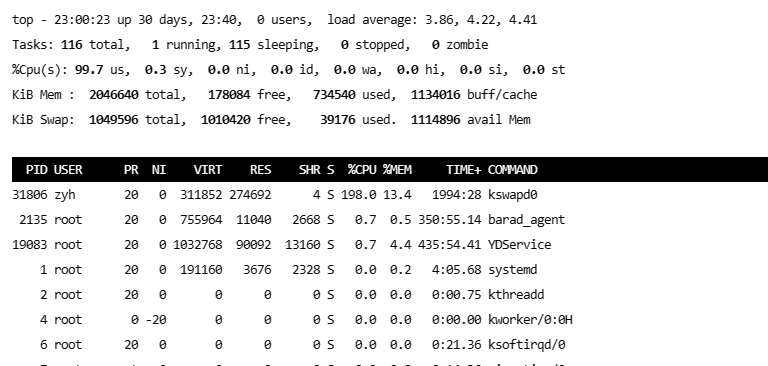 top - 23:00:23 up 30 days, 23:40,  0 users,  load average: 3.86, 4.22, 4.41
Tasks: 116 total,   1 running, 115 sleeping,   0 stopped,   0 zombie
%Cpu(s): 99.7 us,  0.3 sy,  0.0 ni,  0.0 id,  0.0 wa,  0.0 hi,  0.0 si,  0.0 st
KiB Mem :  2046640 total,   178084 free,   734540 used,  1134016 buff/cache
KiB Swap:  1049596 total,  1010420 free,    39176 used.  1114896 avail Mem
  PID USER      PR  NI    VIRT    RES    SHR S  %CPU %MEM     TIME+ COMMAND
31806 zyh       20   0  311852 274692      4 S 198.0 13.4   1994:28 kswapd0
 2135 root      20   0  755964  11040   2668 S   0.7  0.5 350:55.14 barad_agent
19083 root      20   0 1032768  90092  13160 S   0.7  4.4 435:54.41 YDService
    1 root      20   0  191160   3676   2328 S   0.0  0.2   4:05.68 systemd
    2 root      20   0       0      0      0 S   0.0  0.0   0:00.75 kthreadd
    4 root       0 -20       0      0      0 S   0.0  0.0   0:00.00 kworker/0:0H
    6 root      20   0       0      0      0 S   0.0  0.0   0:21.36 ksoftirqd/0